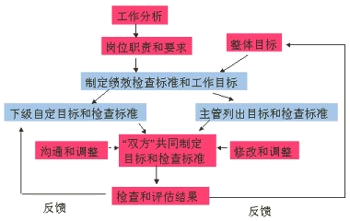 工作分析
岗位职责和要求
整体目标
制定绩效检查标准和工作目标
下级自定目标和检查标准
主管列出目标和检查标准
沟通和调整
“双方”共同制定
目标和检查标准
修改和调整
检查和评估结果
反馈
反馈